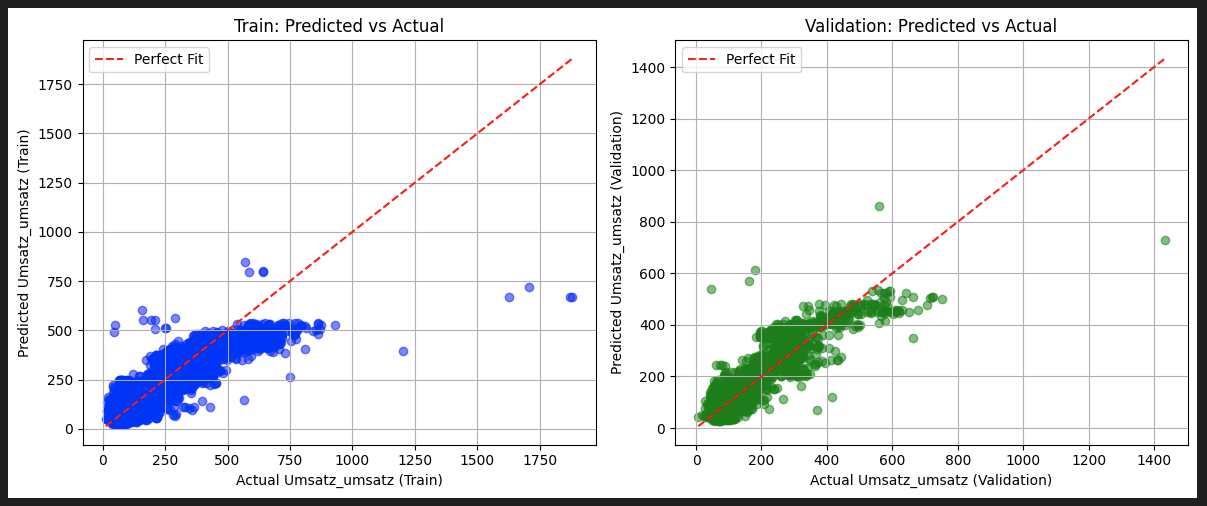 Train: Predicted vs Actual
Perfect Fit
1750
1500
1250
1000
750
500
250
0
Predicted Umsatz_umsatz (Train)
0 250 500 750 1000 1250 1500 1750
Actual Umsatz_umsatz (Train)
Validation: Predicted vs Actual
Perfect Fit
1400
1200
1000
800
600
400
200
0
Predicted Umsatz_umsatz (Validation)
0 200 400 600 800 1000 1200 1400
Actual Umsatz_umsatz (Validation)